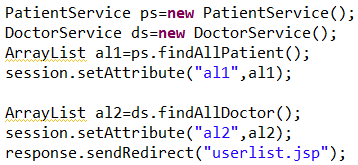 PatientService ps=new PatientService();
DoctorService ds=new DoctorService();
ArrayList al1=ps.findAllPatient();
session.setAttribute("al1",al1);
ArrayList al2=ds.findAllDoctor();
session.setAttribute("al2",al2);
response.sendRedirect("userlist.jsp");